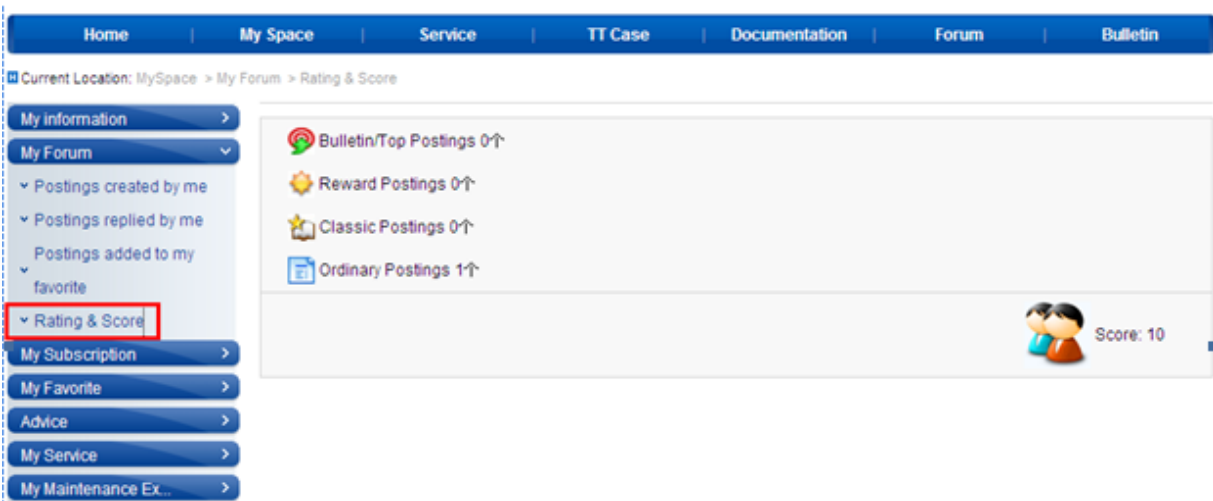 Home | My Space | Service | TT Case | Documentation | Forum | Bulletin
Current Location: MySpace > My Forum > Rating & Score
My information
My Forum
Postings created by me
Postings replied by me
Postings added to my
favorite
Rating & Score
My Subscription
My Favorite
Advice
My Service
My Maintenance Ex...
Bulletin/Top Postings 0个
Reward Postings 0个
Classic Postings 0个
Ordinary Postings 1个
Score: 10